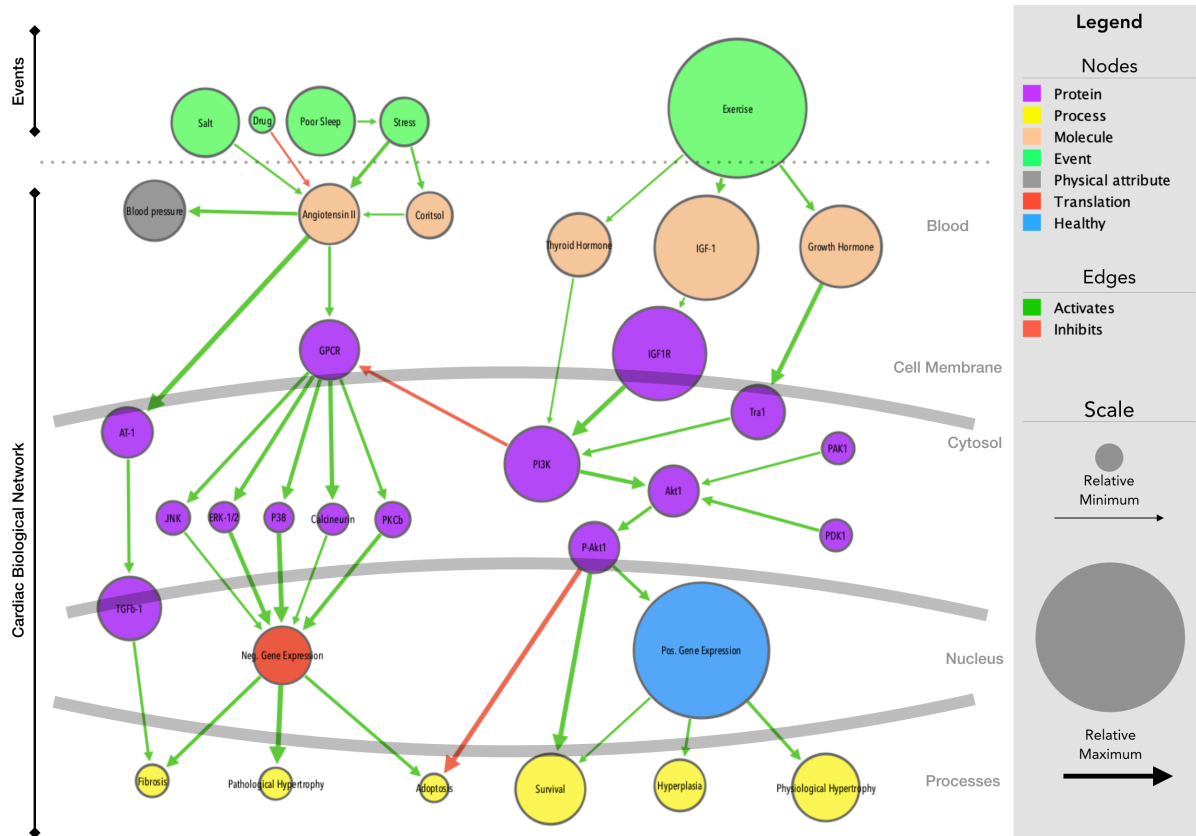 Legend
Events
Exercise
Nodes
Protein
Process
Molecule
Event
Physical attribute
Translation
Healthy
Salt
Drug
Poor Sleep
Stress
Blood pressure
Angiotensin II
Coritsol
Thyroid Hormone
IGF-1
Growth Hormone
Blood
Edges
Activates
Inhibits
GPCR
IGF1R
Cell Membrane
AT-1
Tra1
Cytosol
Scale
Relative
Minimum
PI3K
PAK1
Akt1
JNK
ERK-1/2
P38
Calcineurin
PKCb
PDK1
P-Akt1
Cardiac Biological Network
TGFb-1
Neg. Gene Expression
Pos. Gene Expression
Nucleus
Relative
Maximum
Fibrosis
Pathological Hypertrophy
Adoptosis
Survival
Hyperplasia
Physiological Hypertrophy
Processes